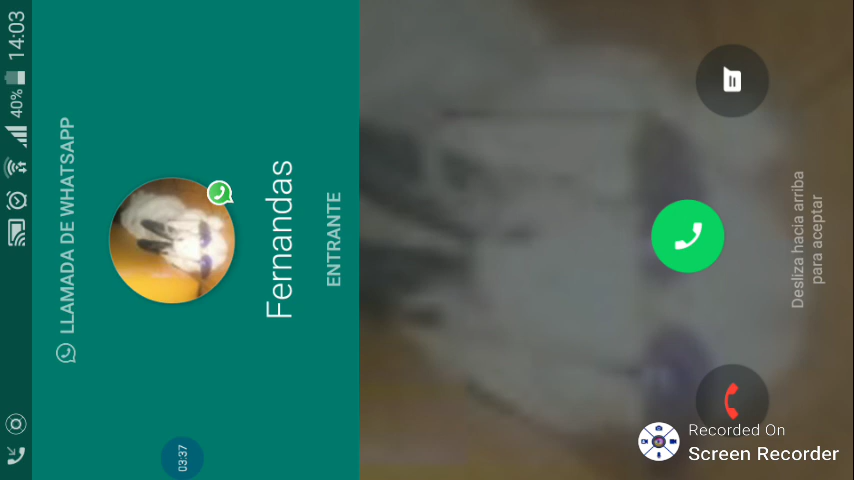 14:03
40%
LLAMADA DE WHATSAPP
Fernandas
ENTRANTE
03:37
Desliza hacia arriba
para aceptar
Recorded On
Screen Recorder